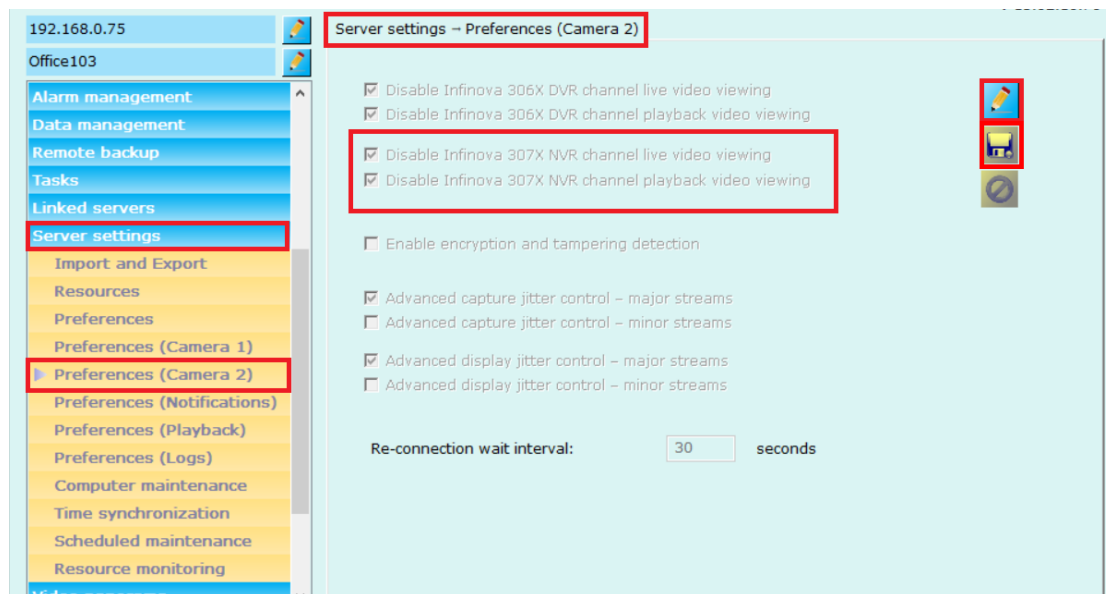 192.168.0.75
Office103
Alarm management
Data management
Remote backup
Tasks
Linked servers
Server settings
Import and Export
Resources
Preferences
Preferences (Camera 1)
Preferences (Camera 2)
Preferences (Notifications)
Preferences (Playback)
Preferences (Logs)
Computer maintenance
Time synchronization
Scheduled maintenance
Resource monitoring
Server settings → Preferences (Camera 2)
Disable Infinova 306X DVR channel live video viewing
Disable Infinova 306X DVR channel playback video viewing
Disable Infinova 307X NVR channel live video viewing
Disable Infinova 307X NVR channel playback video viewing
Enable encryption and tampering detection
Advanced capture jitter control – major streams
Advanced capture jitter control – minor streams
Advanced display jitter control – major streams
Advanced display jitter control – minor streams
Re-connection wait interval: 30 seconds